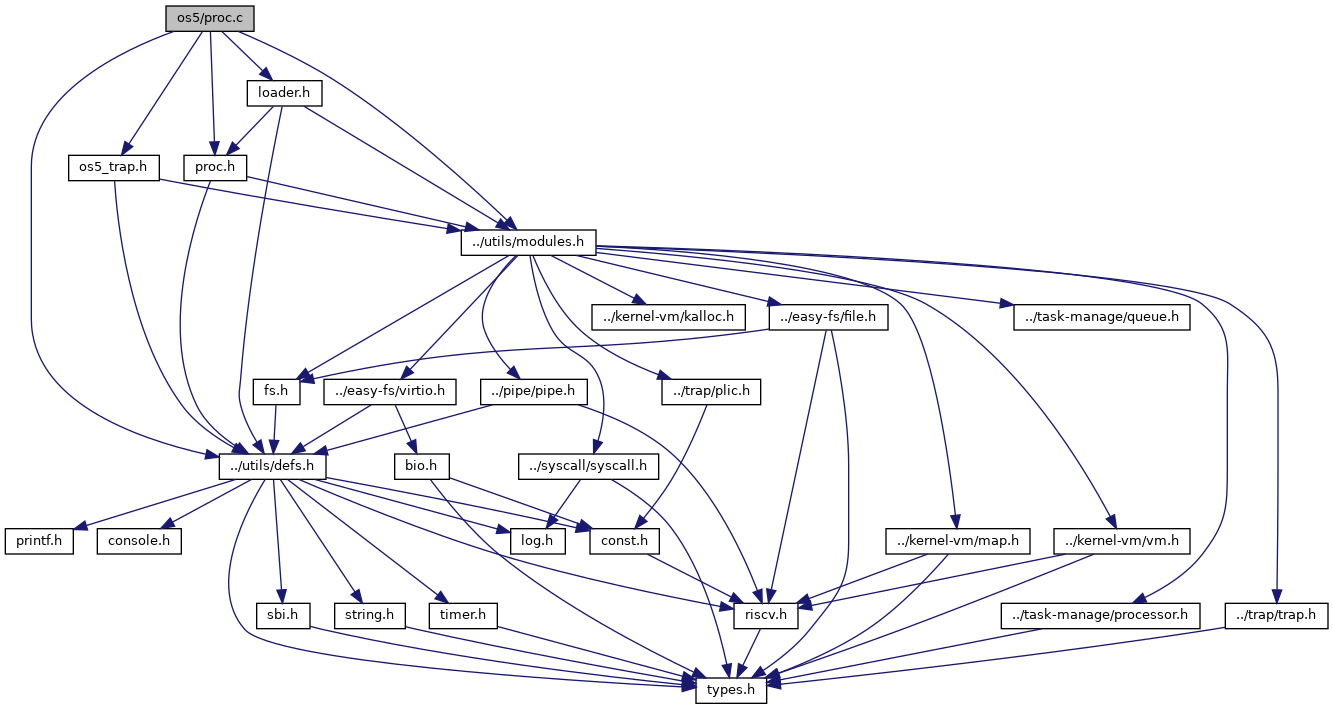 os5/proc.c
loader.h
os5_trap.h
proc.h
../utils/modules.h
../kernel-vm/kalloc.h
../easy-fs/file.h
../task-manage/queue.h
fs.h
../easy-fs/virtio.h
../pipe/pipe.h
../trap/plic.h
../utils/defs.h
bio.h
../syscall/syscall.h
printf.h
console.h
log.h
const.h
../kernel-vm/map.h
../kernel-vm/vm.h
sbi.h
string.h
timer.h
riscv.h
../task-manage/processor.h
../trap/trap.h
types.h